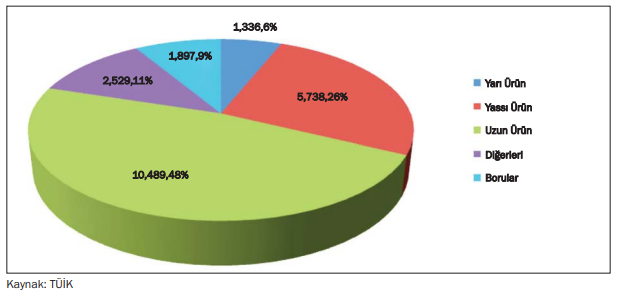 1,336,6%
1,897,9%
2,529,11%
5,738,26%
10,489,48%
Yarı Ürün
Yassı Ürün
Uzun Ürün
Diğerleri
Borular
Kaynak: TÜİK